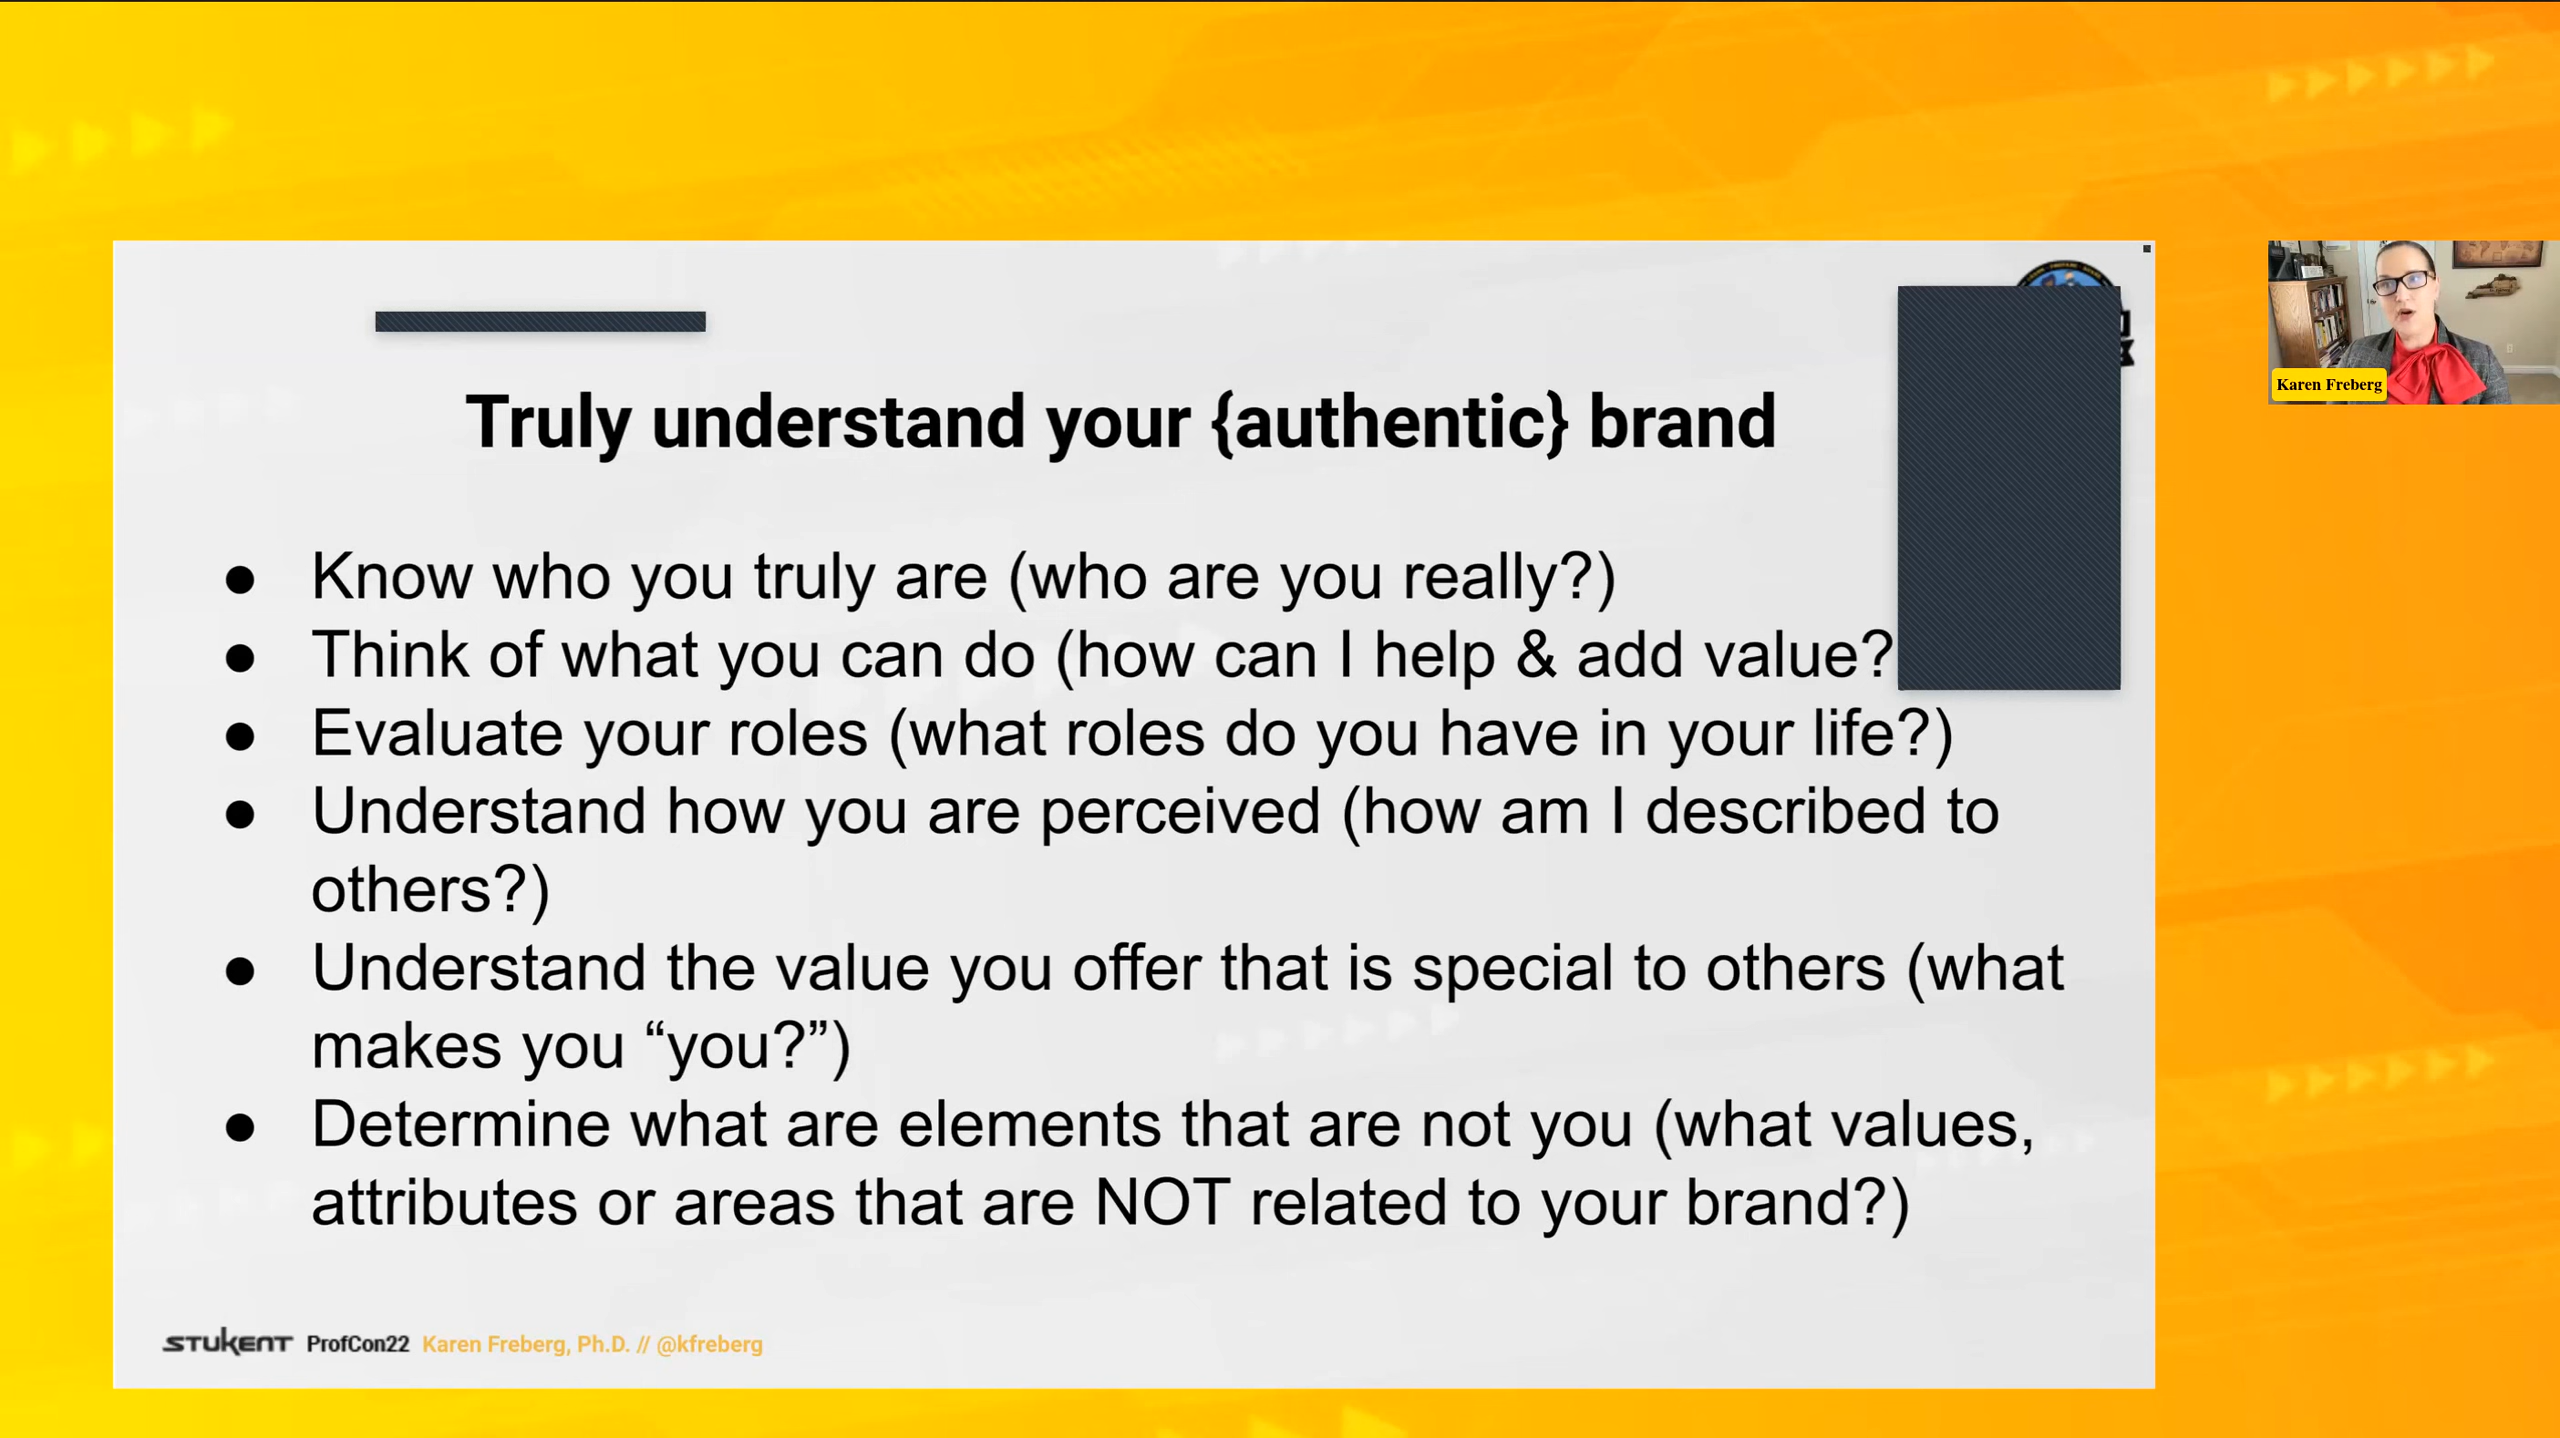 Truly understand your {authentic} brand
● Know who you truly are (who are you really?)
● Think of what you can do (how can I help & add value?
● Evaluate your roles (what roles do you have in your life?)
● Understand how you are perceived (how am I described to
others?)
● Understand the value you offer that is special to others (what
makes you “you?”)
● Determine what are elements that are not you (what values,
attributes or areas that are NOT related to your brand?)
STUKENT ProfCon22 Karen Freberg, Ph.D. // @kfreberg
Karen Freberg